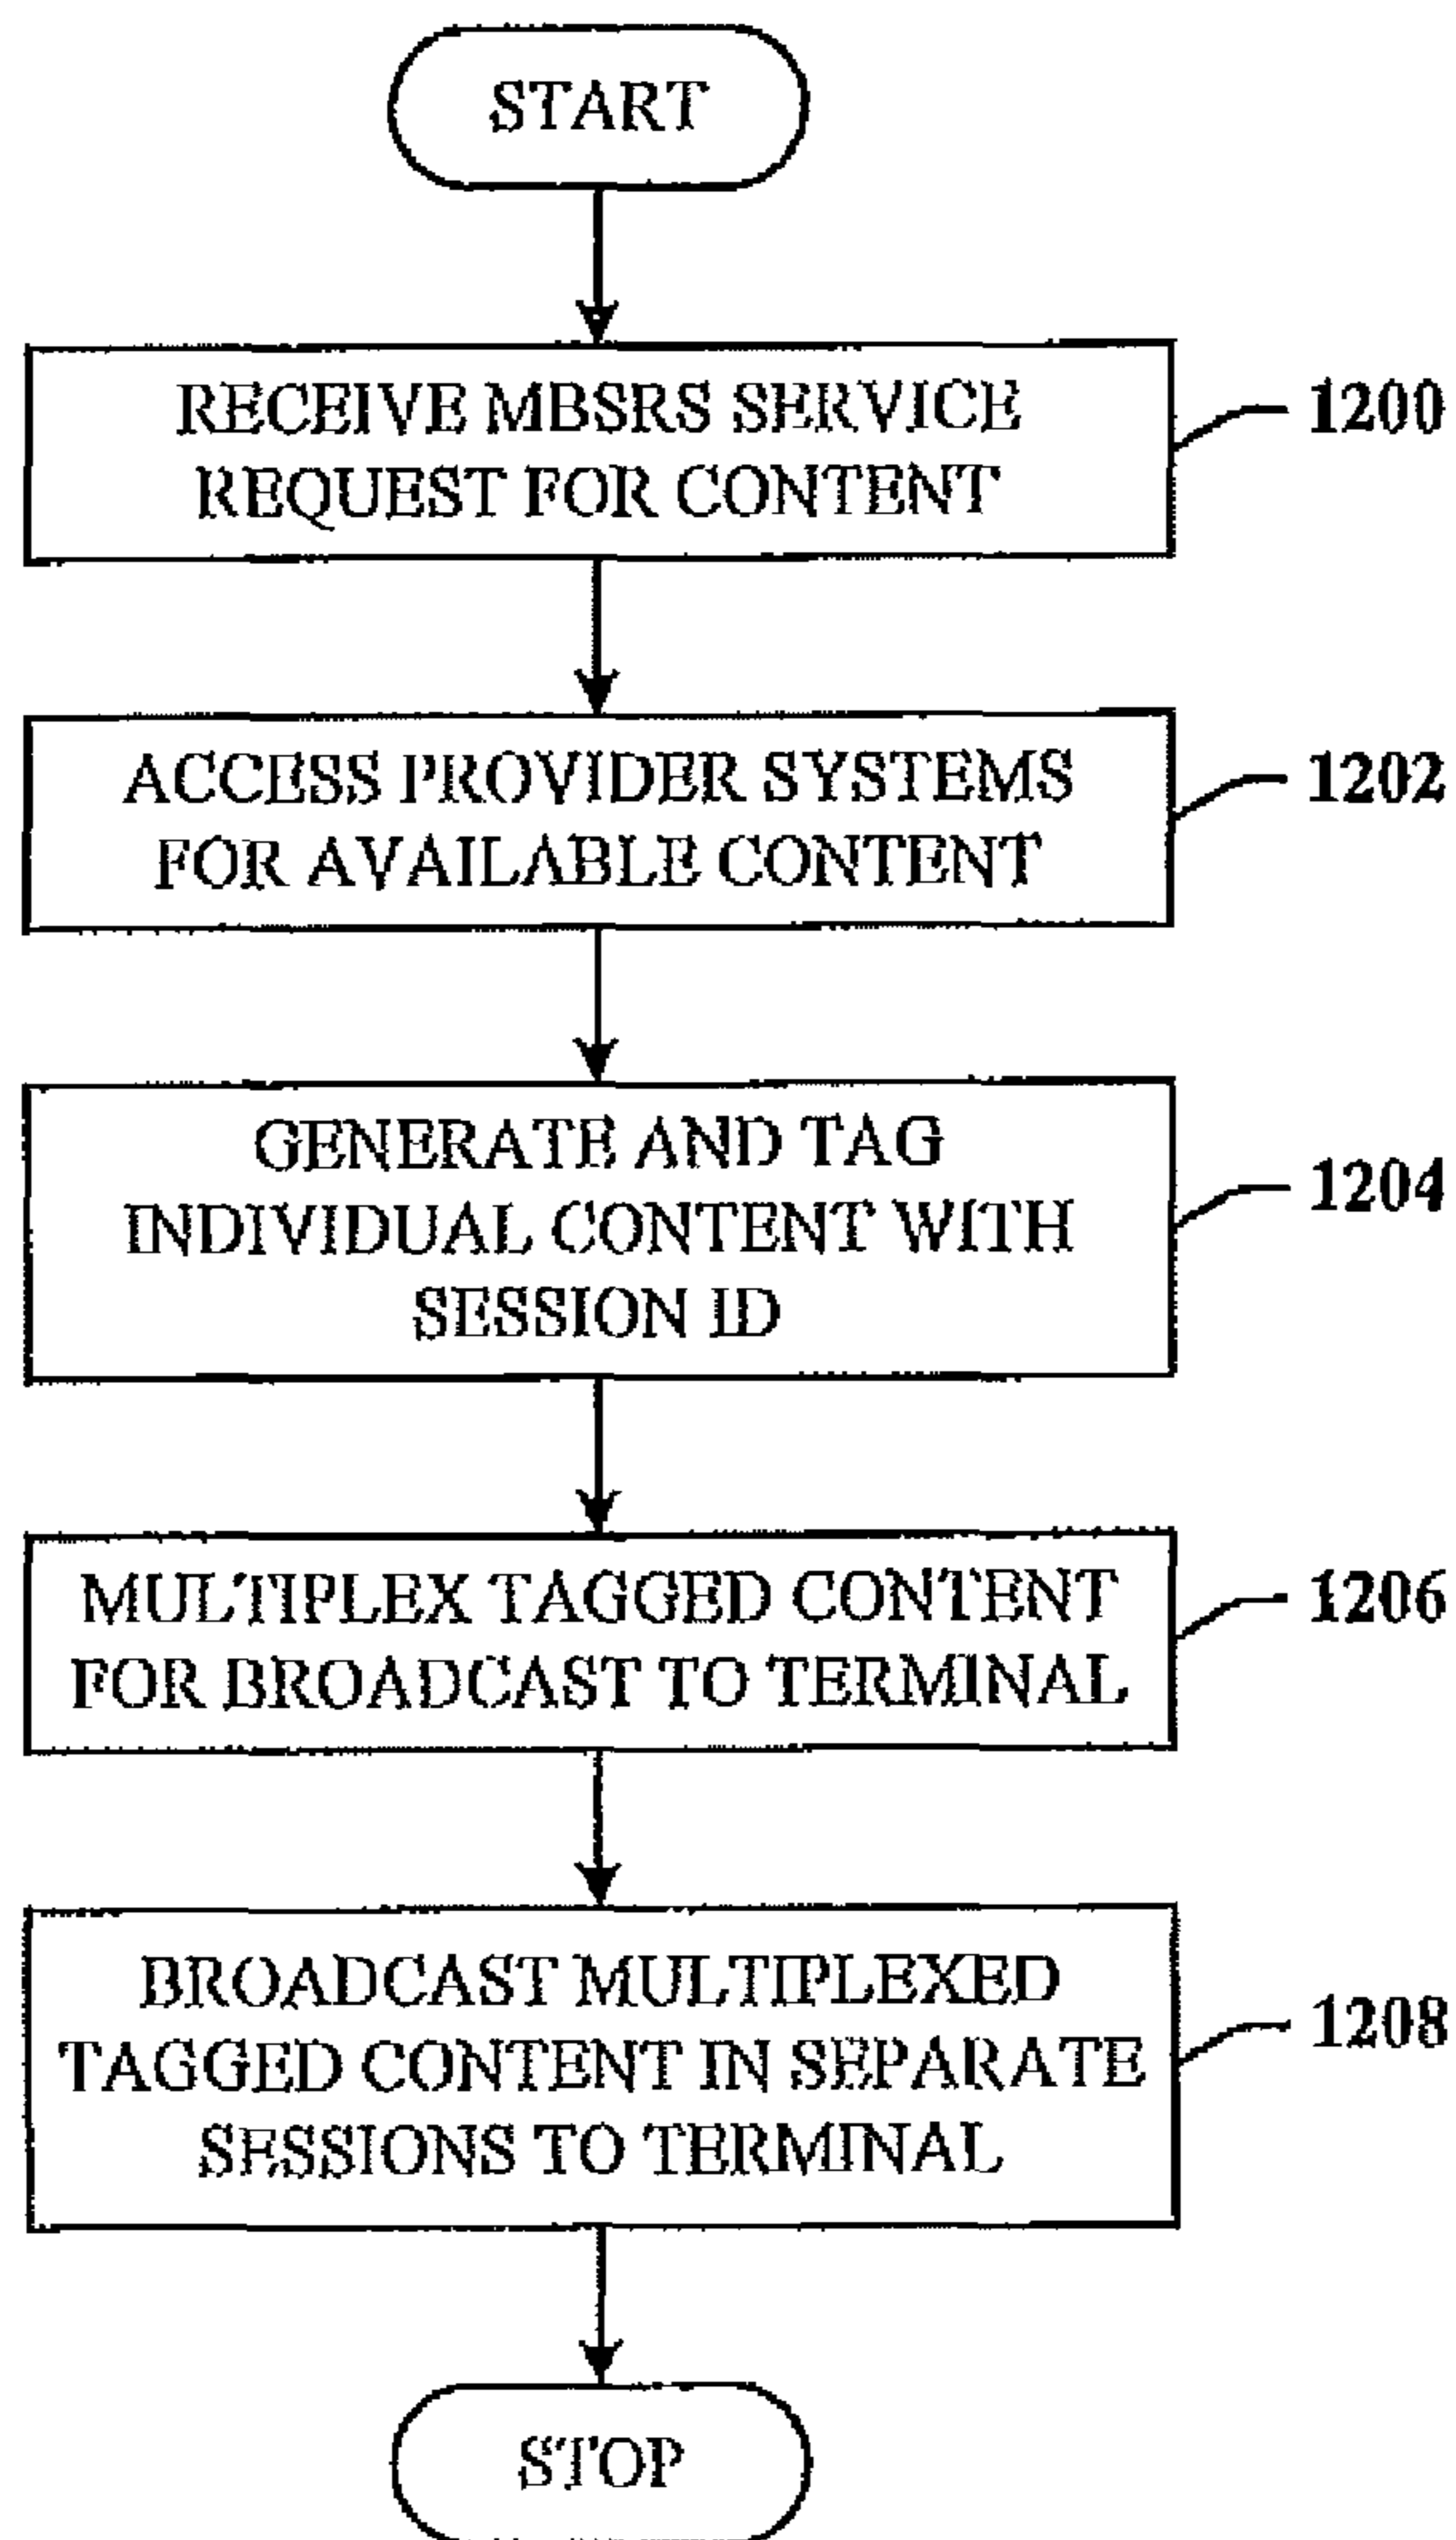 START
RECEIVE MBSRS SERVICE
REQUEST FOR CONTENT
1200
ACCESS PROVIDER SYSTEMS
FOR AVAILABLE CONTENT
1202
GENERATE AND TAG
INDIVIDUAL CONTENT WITH
SESSION ID
1204
MULTIPLEX TAGGED CONTENT
FOR BROADCAST TO TERMINAL
1206
BROADCAST MULTIPLEXED
TAGGED CONTENT IN SEPARATE
SESSIONS TO TERMINAL
1208
STOP